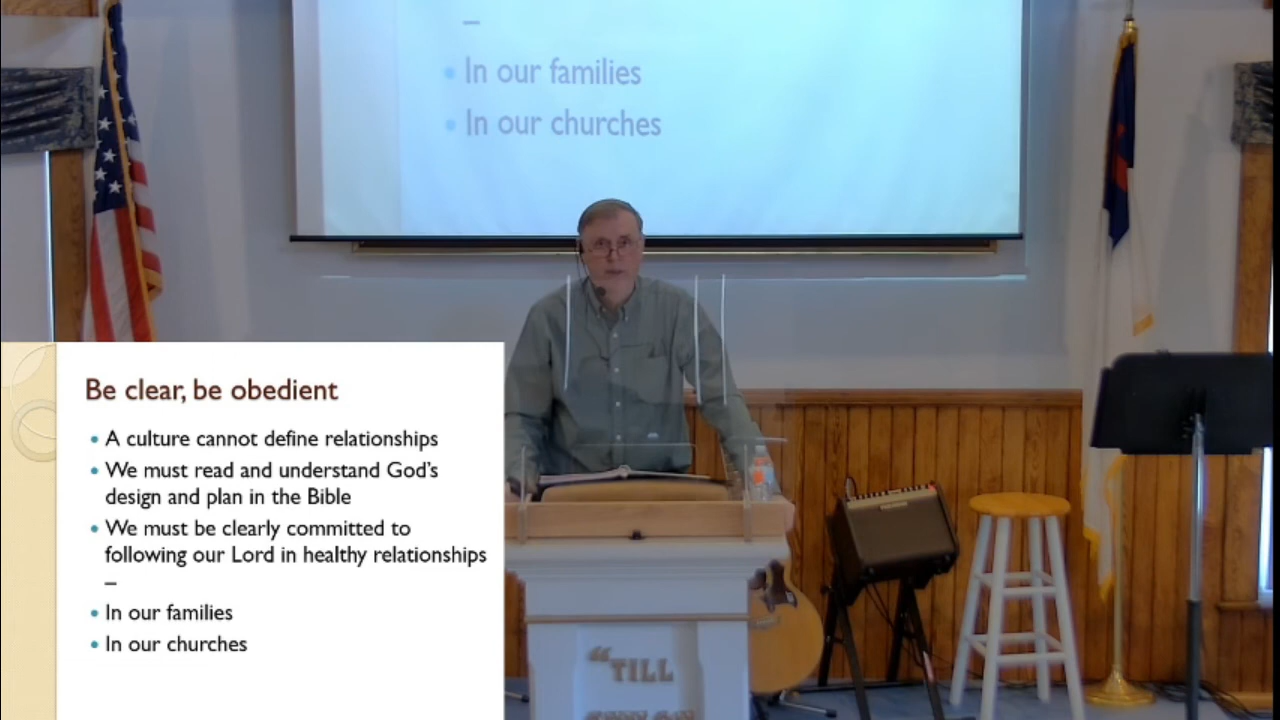 –
In our families
In our churches
Be clear, be obedient
• A culture cannot define relationships
• We must read and understand God's
design and plan in the Bible
• We must be clearly committed to
following our Lord in healthy relationships
–
• In our families
• In our churches
"TILL